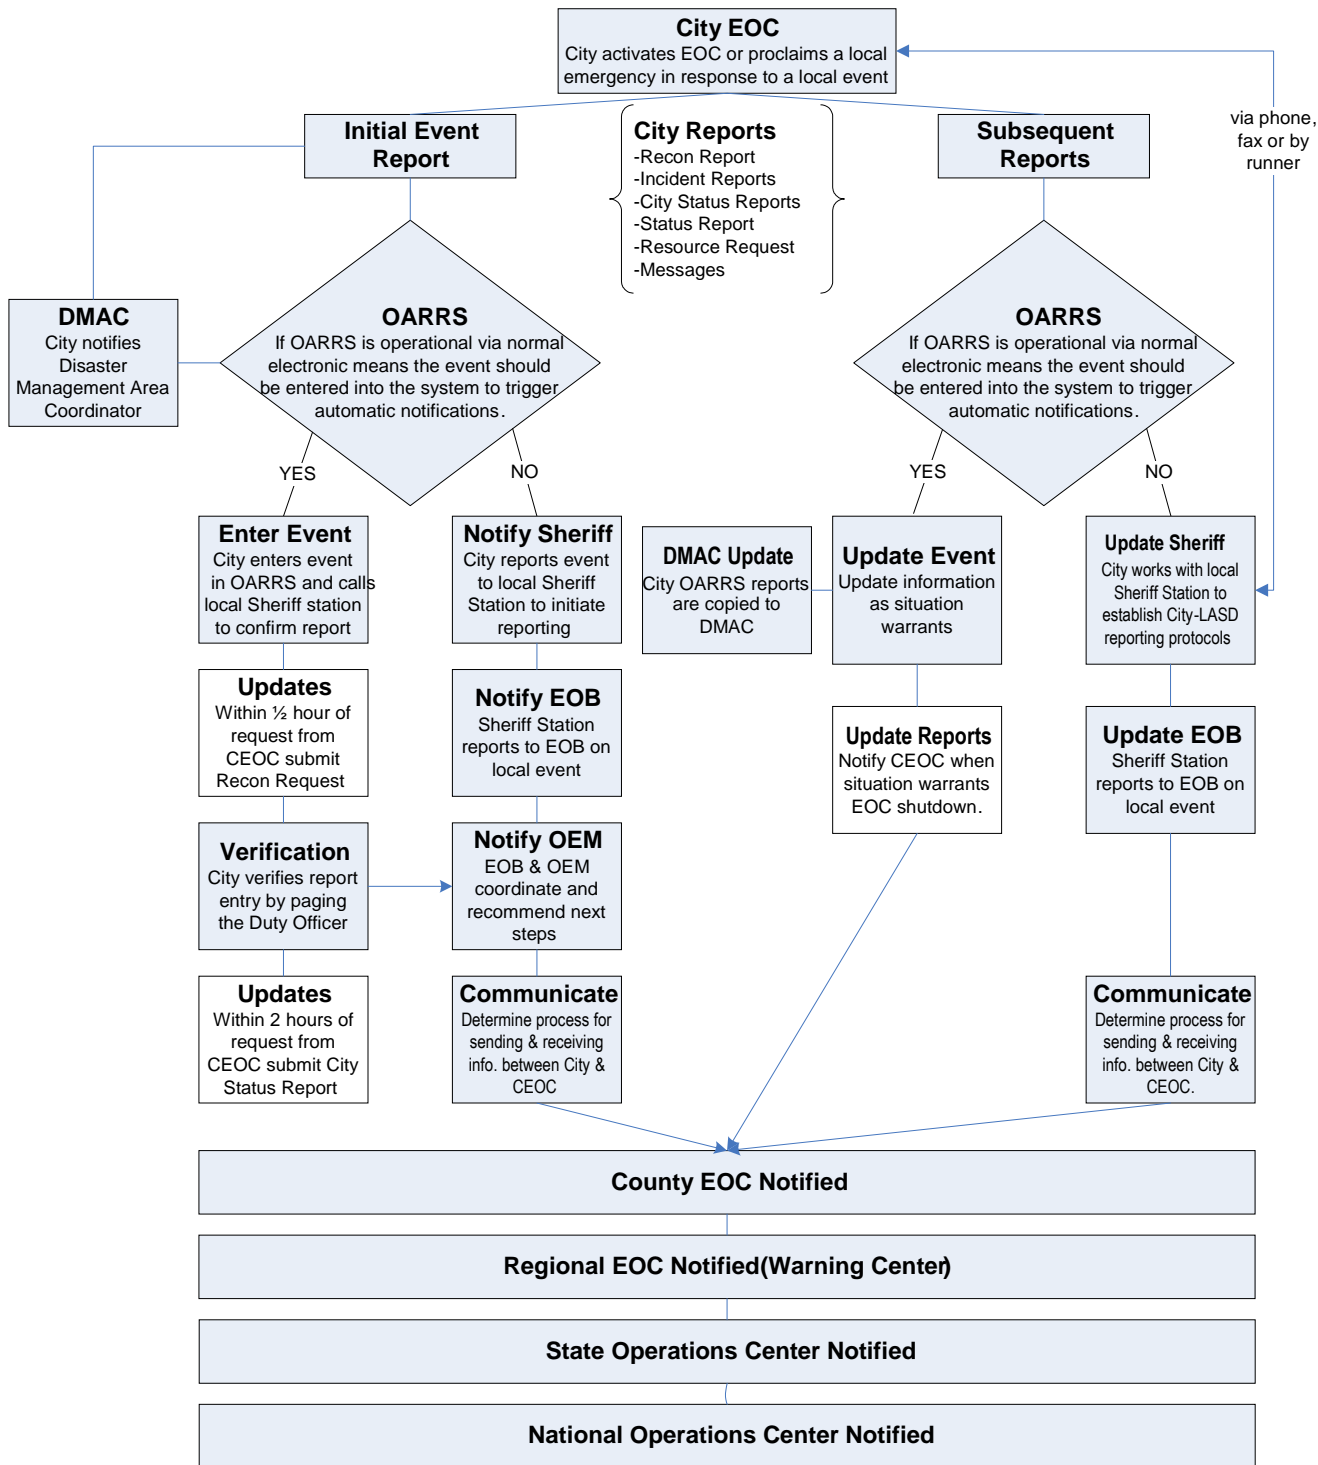 City EOC
City activates EOC or proclaims a local
emergency in response to a local event
via phone,
fax or by
runner
Initial Event
Report
City Reports
-Recon Report
-Incident Reports
-City Status Reports
-Status Report
-Resource Request
-Messages
Subsequent
Reports
DMAC
City notifies
Disaster
Management Area
Coordinator
OARRS
If OARRS is operational via normal
electronic means the event should
be entered into the system to trigger
automatic notifications.
OARRS
If OARRS is operational via normal
electronic means the event should
be entered into the system to trigger
automatic notifications.
YES
NO
YES
NO
Enter Event
City enters event
in OARRS and calls
local Sheriff station
to confirm report
Notify Sheriff
City reports event
to local Sheriff
Station to initiate
reporting
DMAC Update
City OARRS reports
are copied to
DMAC
Update Event
Update information
as situation
warrants
Update Sheriff
City works with local
Sheriff Station to
establish City-LASD
reporting protocols
Updates
Within ½ hour of
request from
CEOC submit
Recon Request
Notify EOB
Sheriff Station
reports to EOB on
local event
Update Reports
Notify CEOC when
situation warrants
EOC shutdown.
Update EOB
Sheriff Station
reports to EOB on
local event
Verification
City verifies report
entry by paging
the Duty Officer
Notify OEM
EOB & OEM
coordinate and
recommend next
steps
Updates
Within 2 hours of
request from
CEOC submit City
Status Report
Communicate
Determine process for
sending & receiving
info. between City &
CEOC
Communicate
Determine process for
sending & receiving
info. between City &
CEOC.
County EOC Notified
Regional EOC Notified(Warning Center)
State Operations Center Notified
National Operations Center Notified